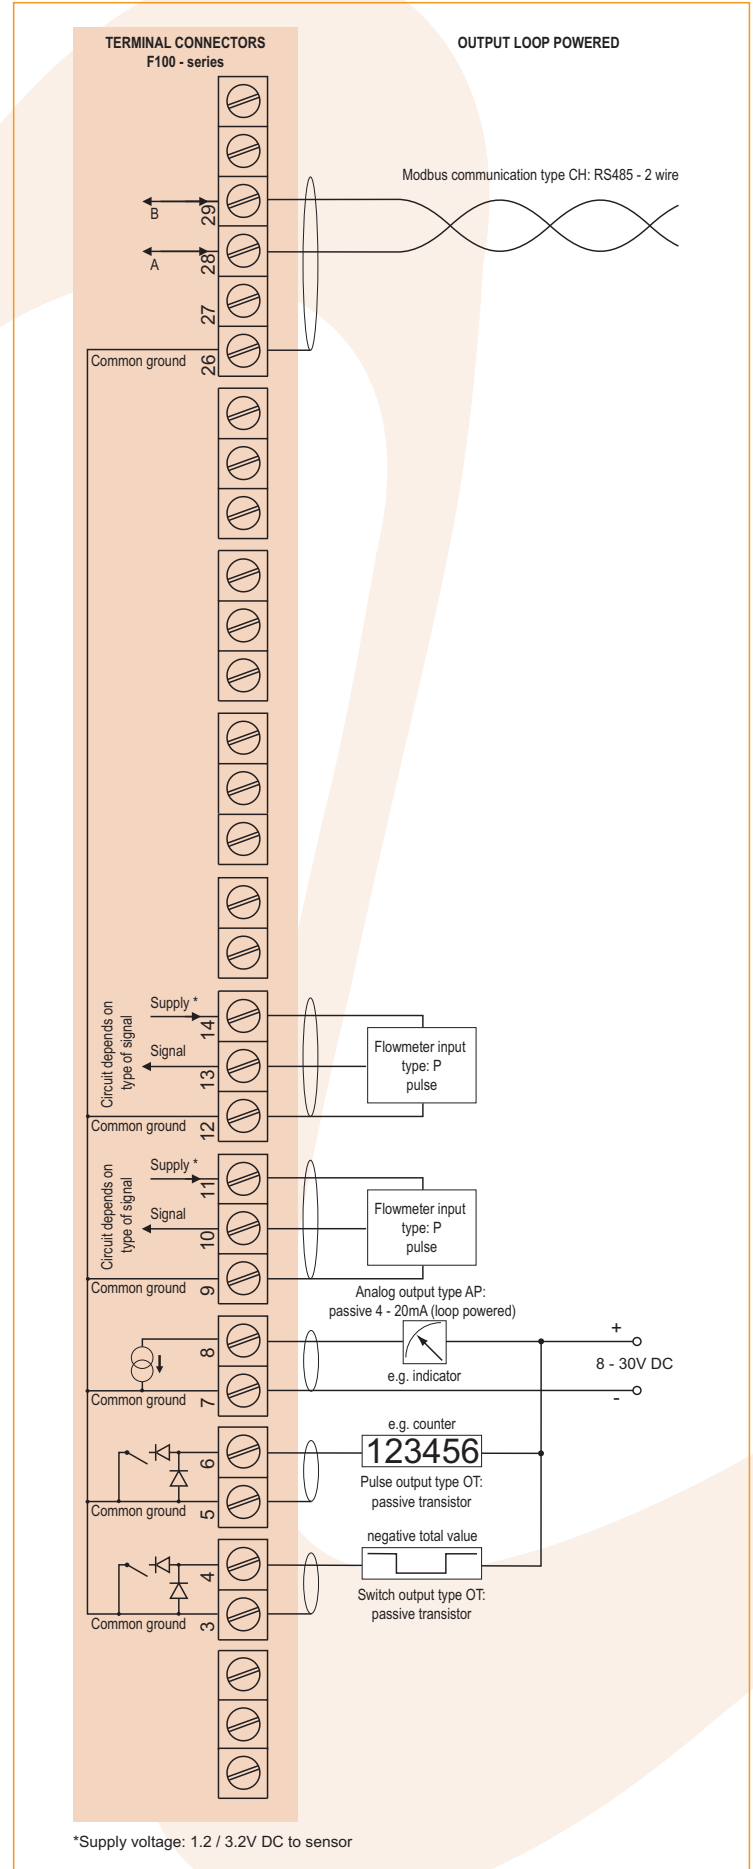 TERMINAL CONNECTORS
F100 - series
OUTPUT LOOP POWERED
Modbus communication type CH: RS485 - 2 wire
B
29
A
28
27
Common ground
26
Supply *
14
Circuit depends on
type of signal
Signal
13
Flowmeter input
type: P
pulse
Common ground
12
Supply *
11
Circuit depends on
type of signal
Signal
10
Flowmeter input
type: P
pulse
Common ground
9
Analog output type AP:
passive 4 - 20mA (loop powered)
8
+
8 - 30V DC
-
e.g. indicator
Common ground
7
e.g. counter
6
123456
Pulse output type OT:
passive transistor
Common ground
5
negative total value
4
Switch output type OT:
passive transistor
Common ground
3
*Supply voltage: 1.2 / 3.2V DC to sensor